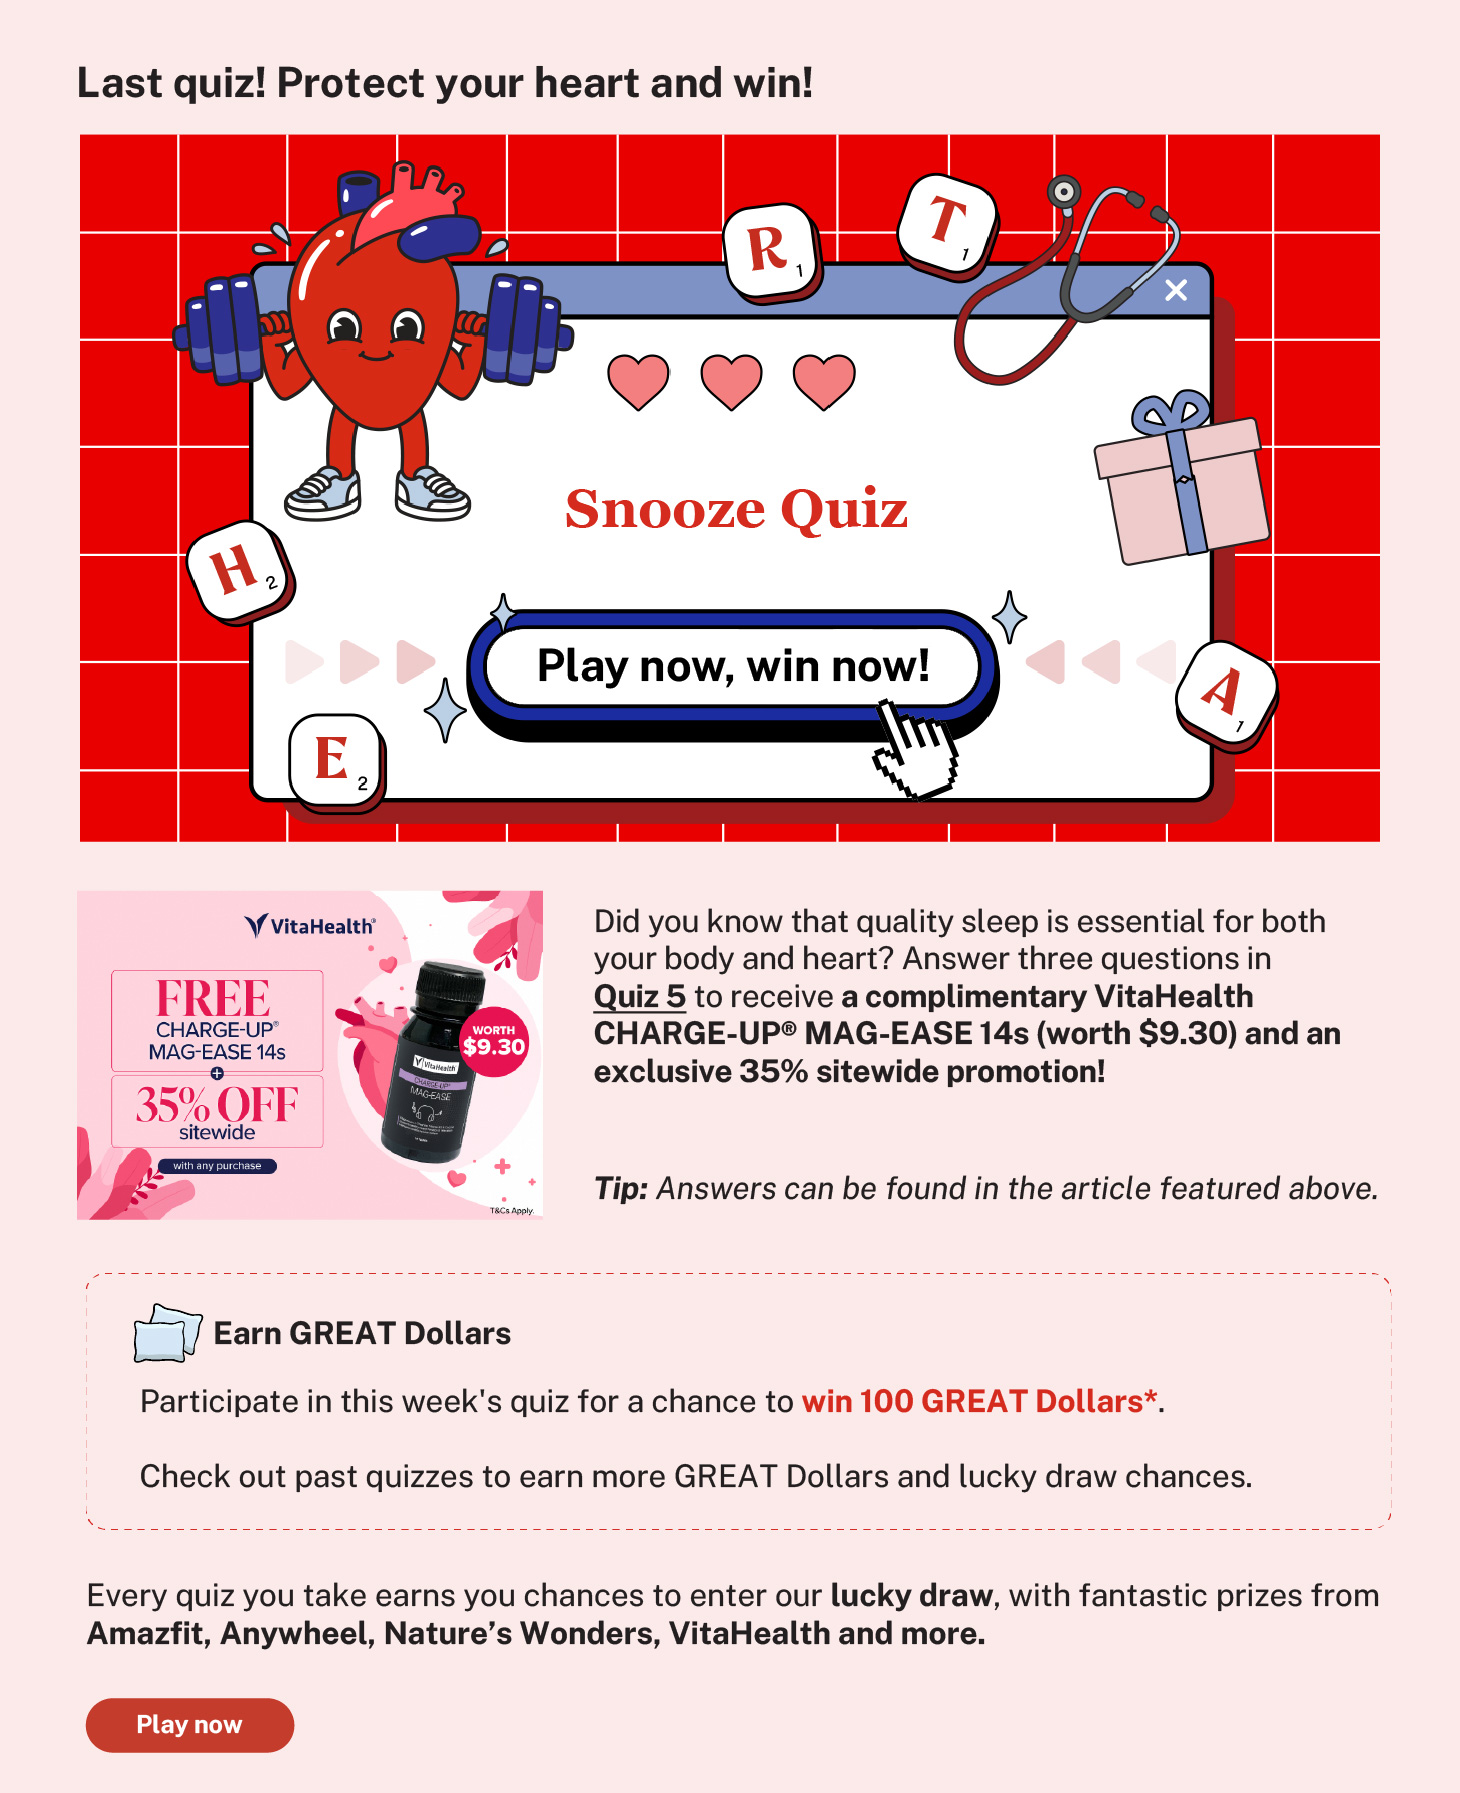 Last quiz! Protect your heart and win!
R
1
T
1
Snooze Quiz
H
2
Play now, win now!
A
1
E
2
VitaHealth®
FREE
CHARGE-UP®
MAG-EASE 14s
+
35% OFF
sitewide
with any purchase
WORTH
$9.30
VitaHealth
CHARGE-UP®
MAG-EASE
T&Cs Apply.
Did you know that quality sleep is essential for both
your body and heart? Answer three questions in
Quiz 5 to receive a complimentary VitaHealth
CHARGE-UP® MAG-EASE 14s (worth $9.30) and an
exclusive 35% sitewide promotion!
Tip: Answers can be found in the article featured above.
Earn GREAT Dollars
Participate in this week's quiz for a chance to win 100 GREAT Dollars*.
Check out past quizzes to earn more GREAT Dollars and lucky draw chances.
Every quiz you take earns you chances to enter our lucky draw, with fantastic prizes from
Amazfit, Anywheel, Nature’s Wonders, VitaHealth and more.
Play now